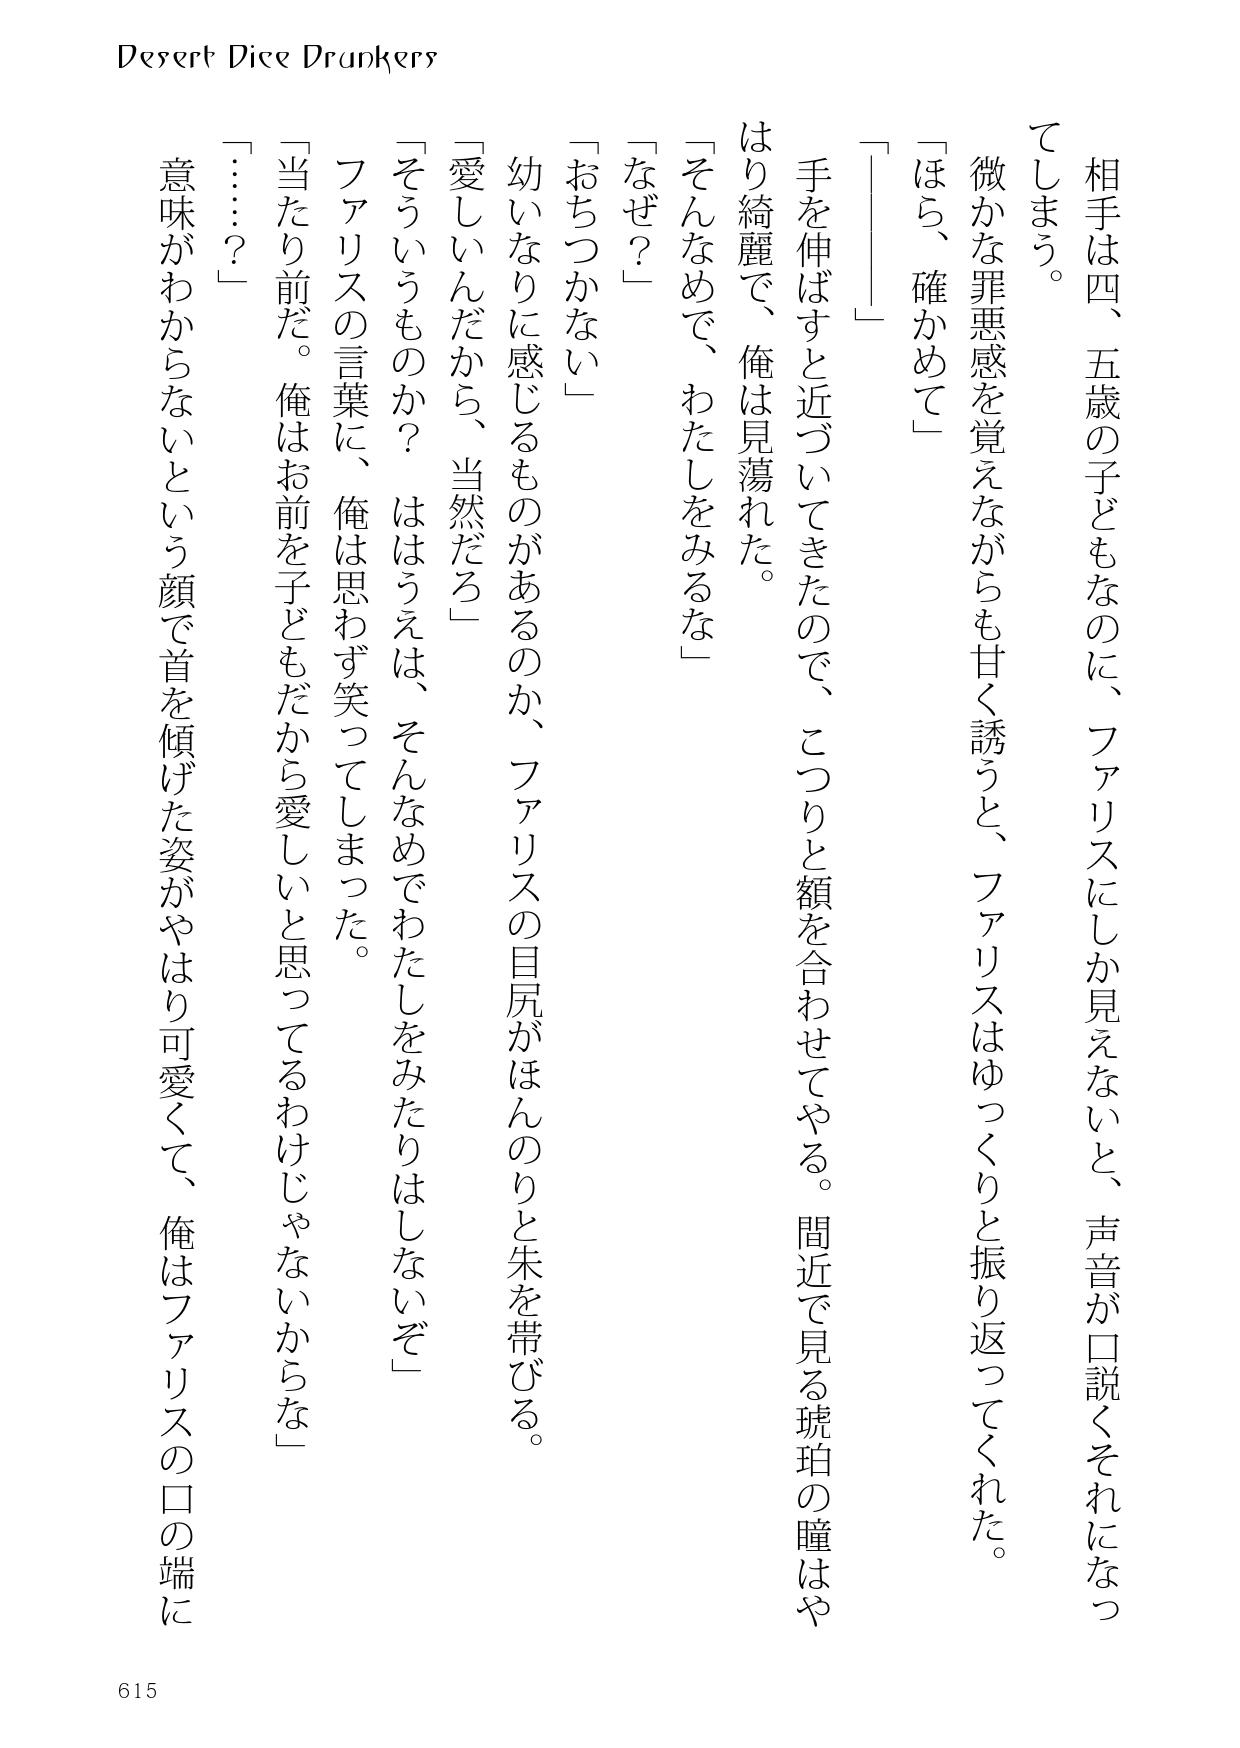 Desert Dice Drunkers
相手は四、五歳の子どもなのに、ファリスにしか見えないと、声音が口説くそれになっ
てしまう。
微かな罪悪感を覚えながらも甘く誘うと、ファリスはゆっくりと振り返ってくれた。
「ほら、確かめて」
「――――」
手を伸ばすと近づいてきたので、こつりと額を合わせてやる。間近で見る琥珀の瞳はや
はり綺麗で、俺は見蕩れた。
「そんなめで、わたしをみるな」
「なぜ？」
「おちつかない」
幼いなりに感じるものがあるのか、ファリスの目尻がほんのりと朱を帯びる。
「愛しいんだから、当然だろ」
「そういうものか？　ははうえは、そんなめでわたしをみたりはしないぞ」
ファリスの言葉に、俺は思わず笑ってしまった。
「当たり前だ。俺はお前を子どもだから愛しいと思ってるわけじゃないからな」
「……？」
意味がわからないという顔で首を傾げた姿がやはり可愛くて、俺はファリスの口の端に
615